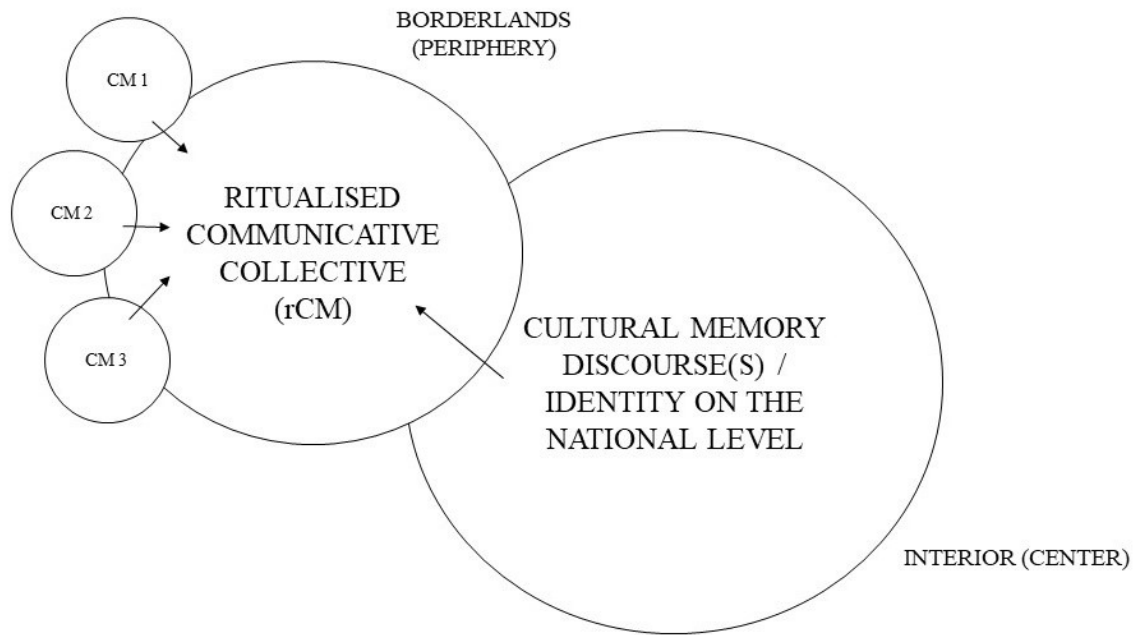 BORDERLANDS
(PERIPHERY)
CM 1
CM 2
CM 3
RITUALISED
COMMUNICATIVE
COLLECTIVE
(rCM)
CULTURAL MEMORY
DISCOURSE(S) /
IDENTITY ON THE
NATIONAL LEVEL
INTERIOR (CENTER)